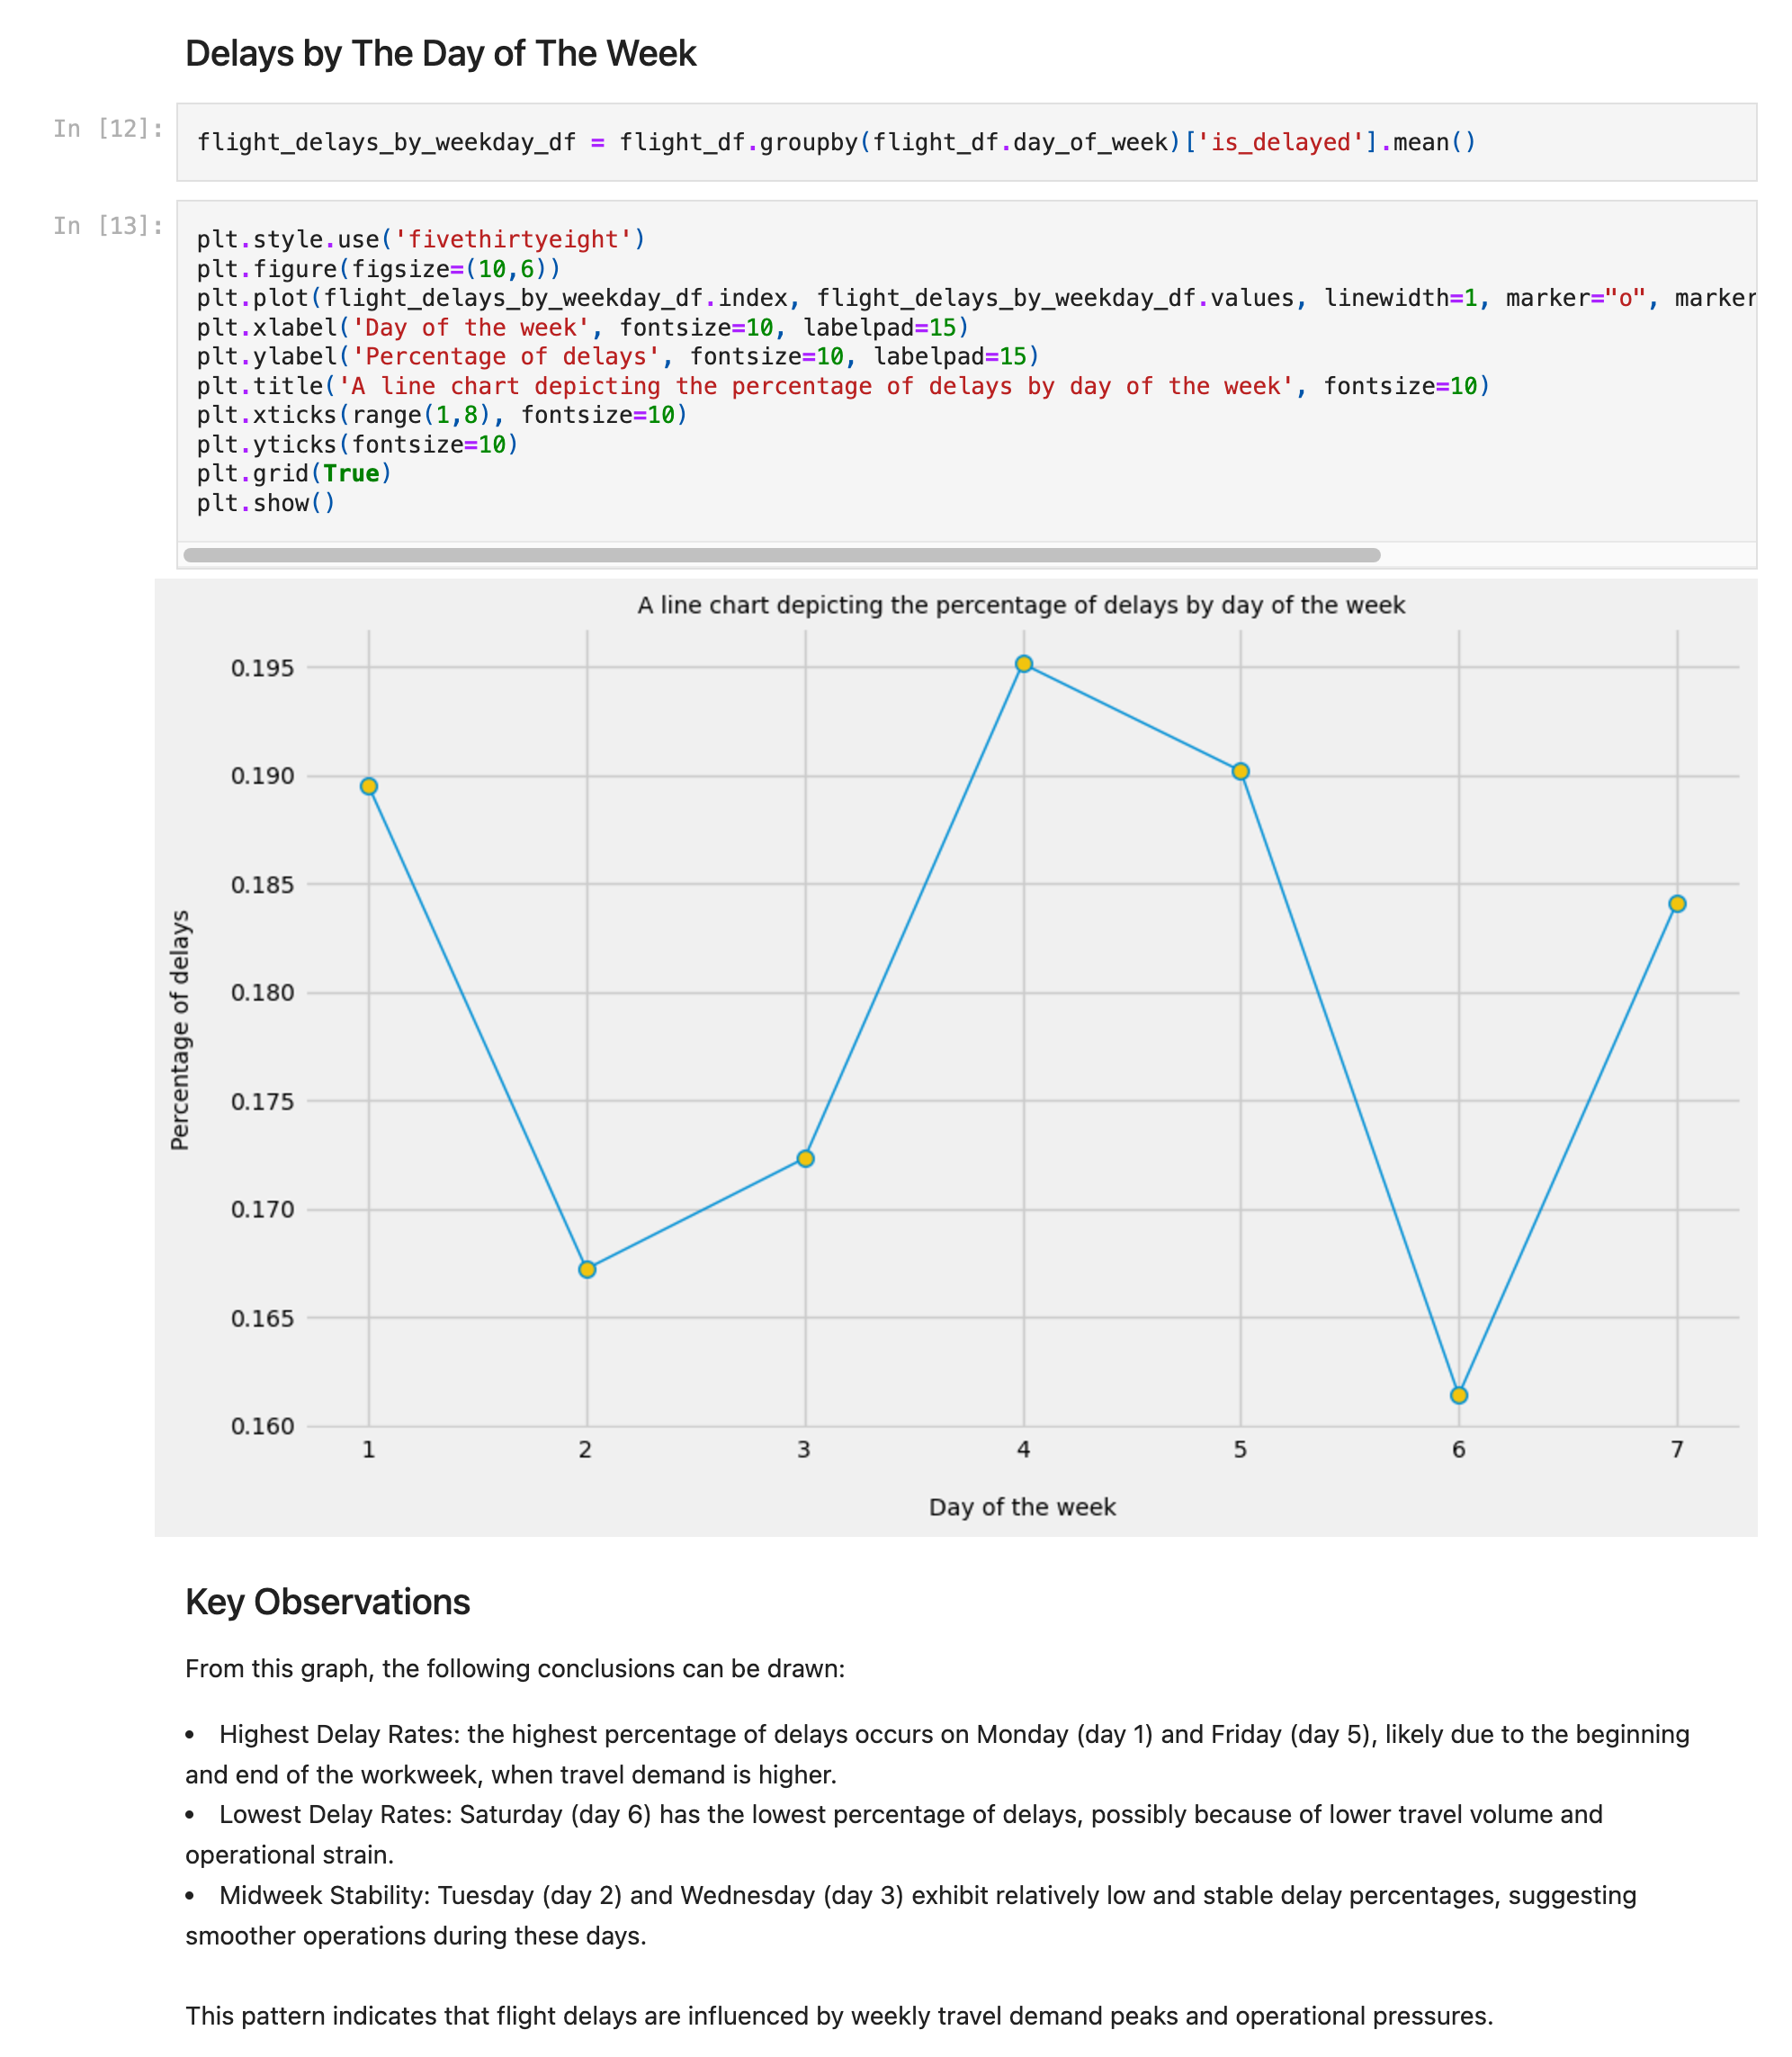 Delays by The Day of The Week
In [12]:
flight_delays_by_weekday_df = flight_df.groupby(flight_df.day_of_week)['is_delayed'].mean()
In [13]:
plt.style.use('fivethirtyeight')
plt.figure(figsize=(10,6))
plt.plot(flight_delays_by_weekday_df.index, flight_delays_by_weekday_df.values, linewidth=1, marker="o", marker
plt.xlabel('Day of the week', fontsize=10, labelpad=15)
plt.ylabel('Percentage of delays', fontsize=10, labelpad=15)
plt.title('A line chart depicting the percentage of delays by day of the week', fontsize=10)
plt.xticks(range(1,8), fontsize=10)
plt.yticks(fontsize=10)
plt.grid(True)
plt.show()
A line chart depicting the percentage of delays by day of the week
0.195
0.190
0.185
0.180
0.175
0.170
0.165
0.160
Percentage of delays
1 2 3 4 5 6 7
Day of the week
Key Observations
From this graph, the following conclusions can be drawn:
• Highest Delay Rates: the highest percentage of delays occurs on Monday (day 1) and Friday (day 5), likely due to the beginning
and end of the workweek, when travel demand is higher.
• Lowest Delay Rates: Saturday (day 6) has the lowest percentage of delays, possibly because of lower travel volume and
operational strain.
• Midweek Stability: Tuesday (day 2) and Wednesday (day 3) exhibit relatively low and stable delay percentages, suggesting
smoother operations during these days.
This pattern indicates that flight delays are influenced by weekly travel demand peaks and operational pressures.